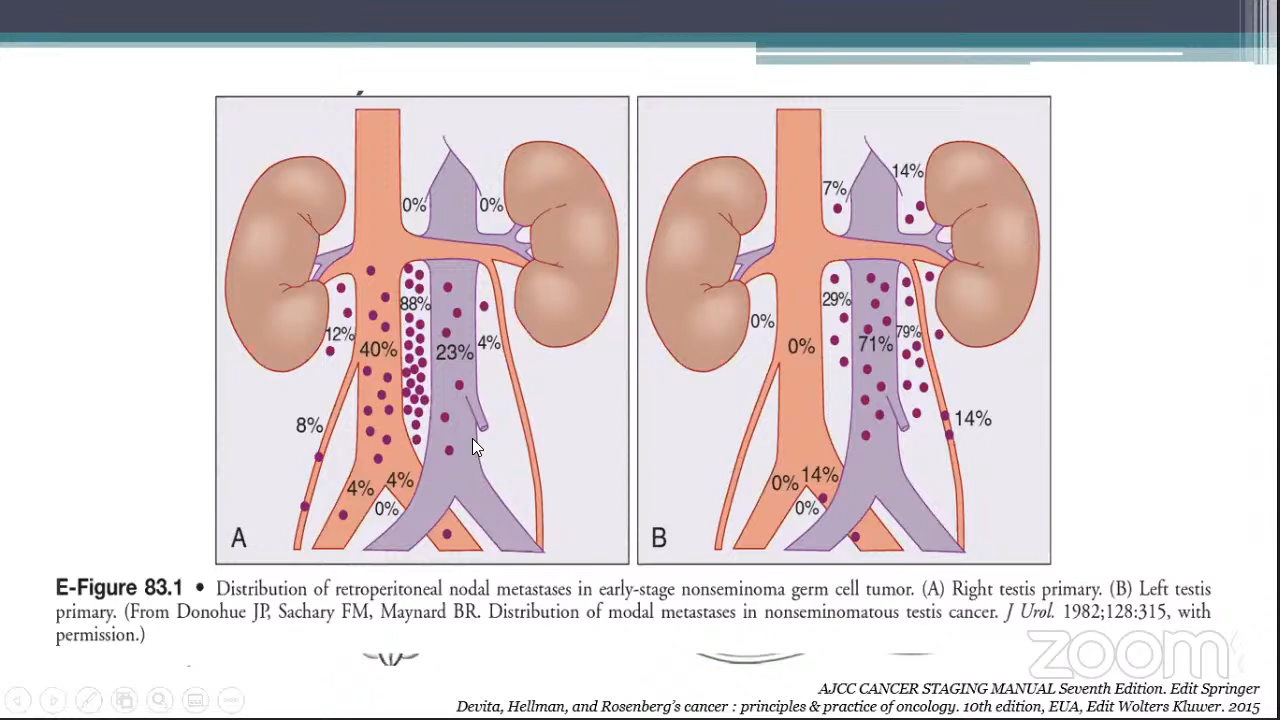 0%
0%
88%
12%
40%
23%
4%
8%
4%
4%
0%
A
7%
14%
29%
0%
0%
71%
79%
14%
0%
14%
0%
B
E-Figure 83.1 • Distribution of retroperitoneal nodal metastases in early-stage nonseminoma germ cell tumor. (A) Right testis primary. (B) Left testis
primary. (From Donohue JP, Sachary FM, Maynard BR. Distribution of modal metastases in nonseminomatous testis cancer. J Urol. 1982;128:315, with
permission.)
zoom
AJCC CANCER STAGING MANUAL Seventh Edition. Edit Springer
Devita, Hellman, and Rosenberg's cancer : principles & practice of oncology. 10th edition, EUA, Edit Wolters Kluwer. 2015